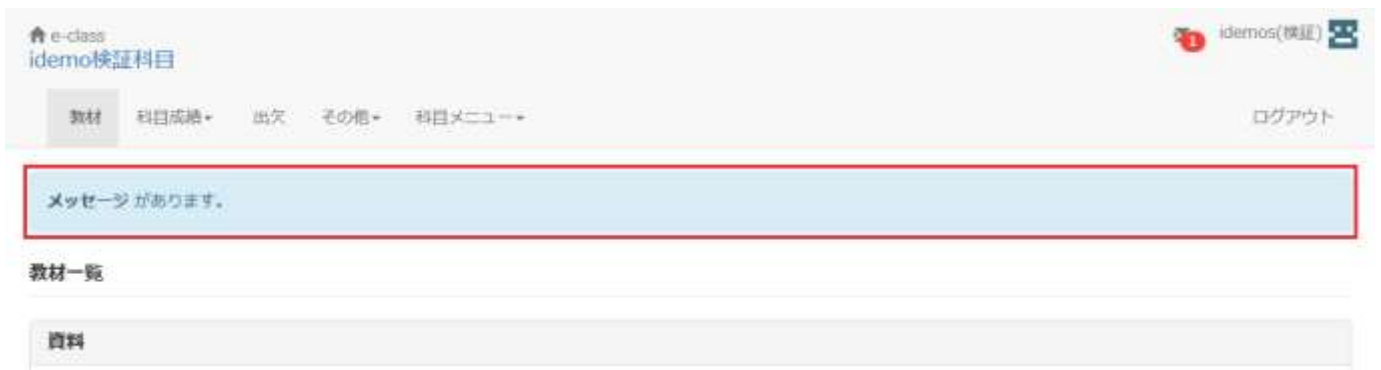 e-class
idemo検証科目
1 idemos(検証)
教材 科目成績 出欠 その他 科目メニュー ログアウト
メッセージ があります。
教材一覧
資料